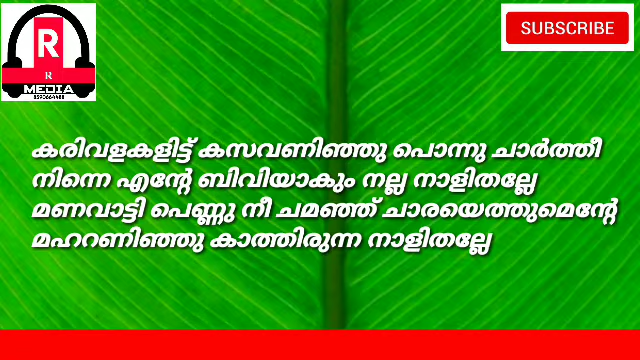 R
R
MEDIA
SUBSCRIBE
കരിവളകളിട്ട് കസവണിഞ്ഞു പൊന്നു ചാർത്തീ
നിന്നെ എന്റേ ബിവിയാകും നല്ല നാളിതല്ലേ
മണവാട്ടി പെണ്ണു നീ ചമഞ്ഞ് ചാരയെത്തുമെന്റേ
മഹറണിഞ്ഞു കാത്തിരുന്ന നാളിതല്ലേ